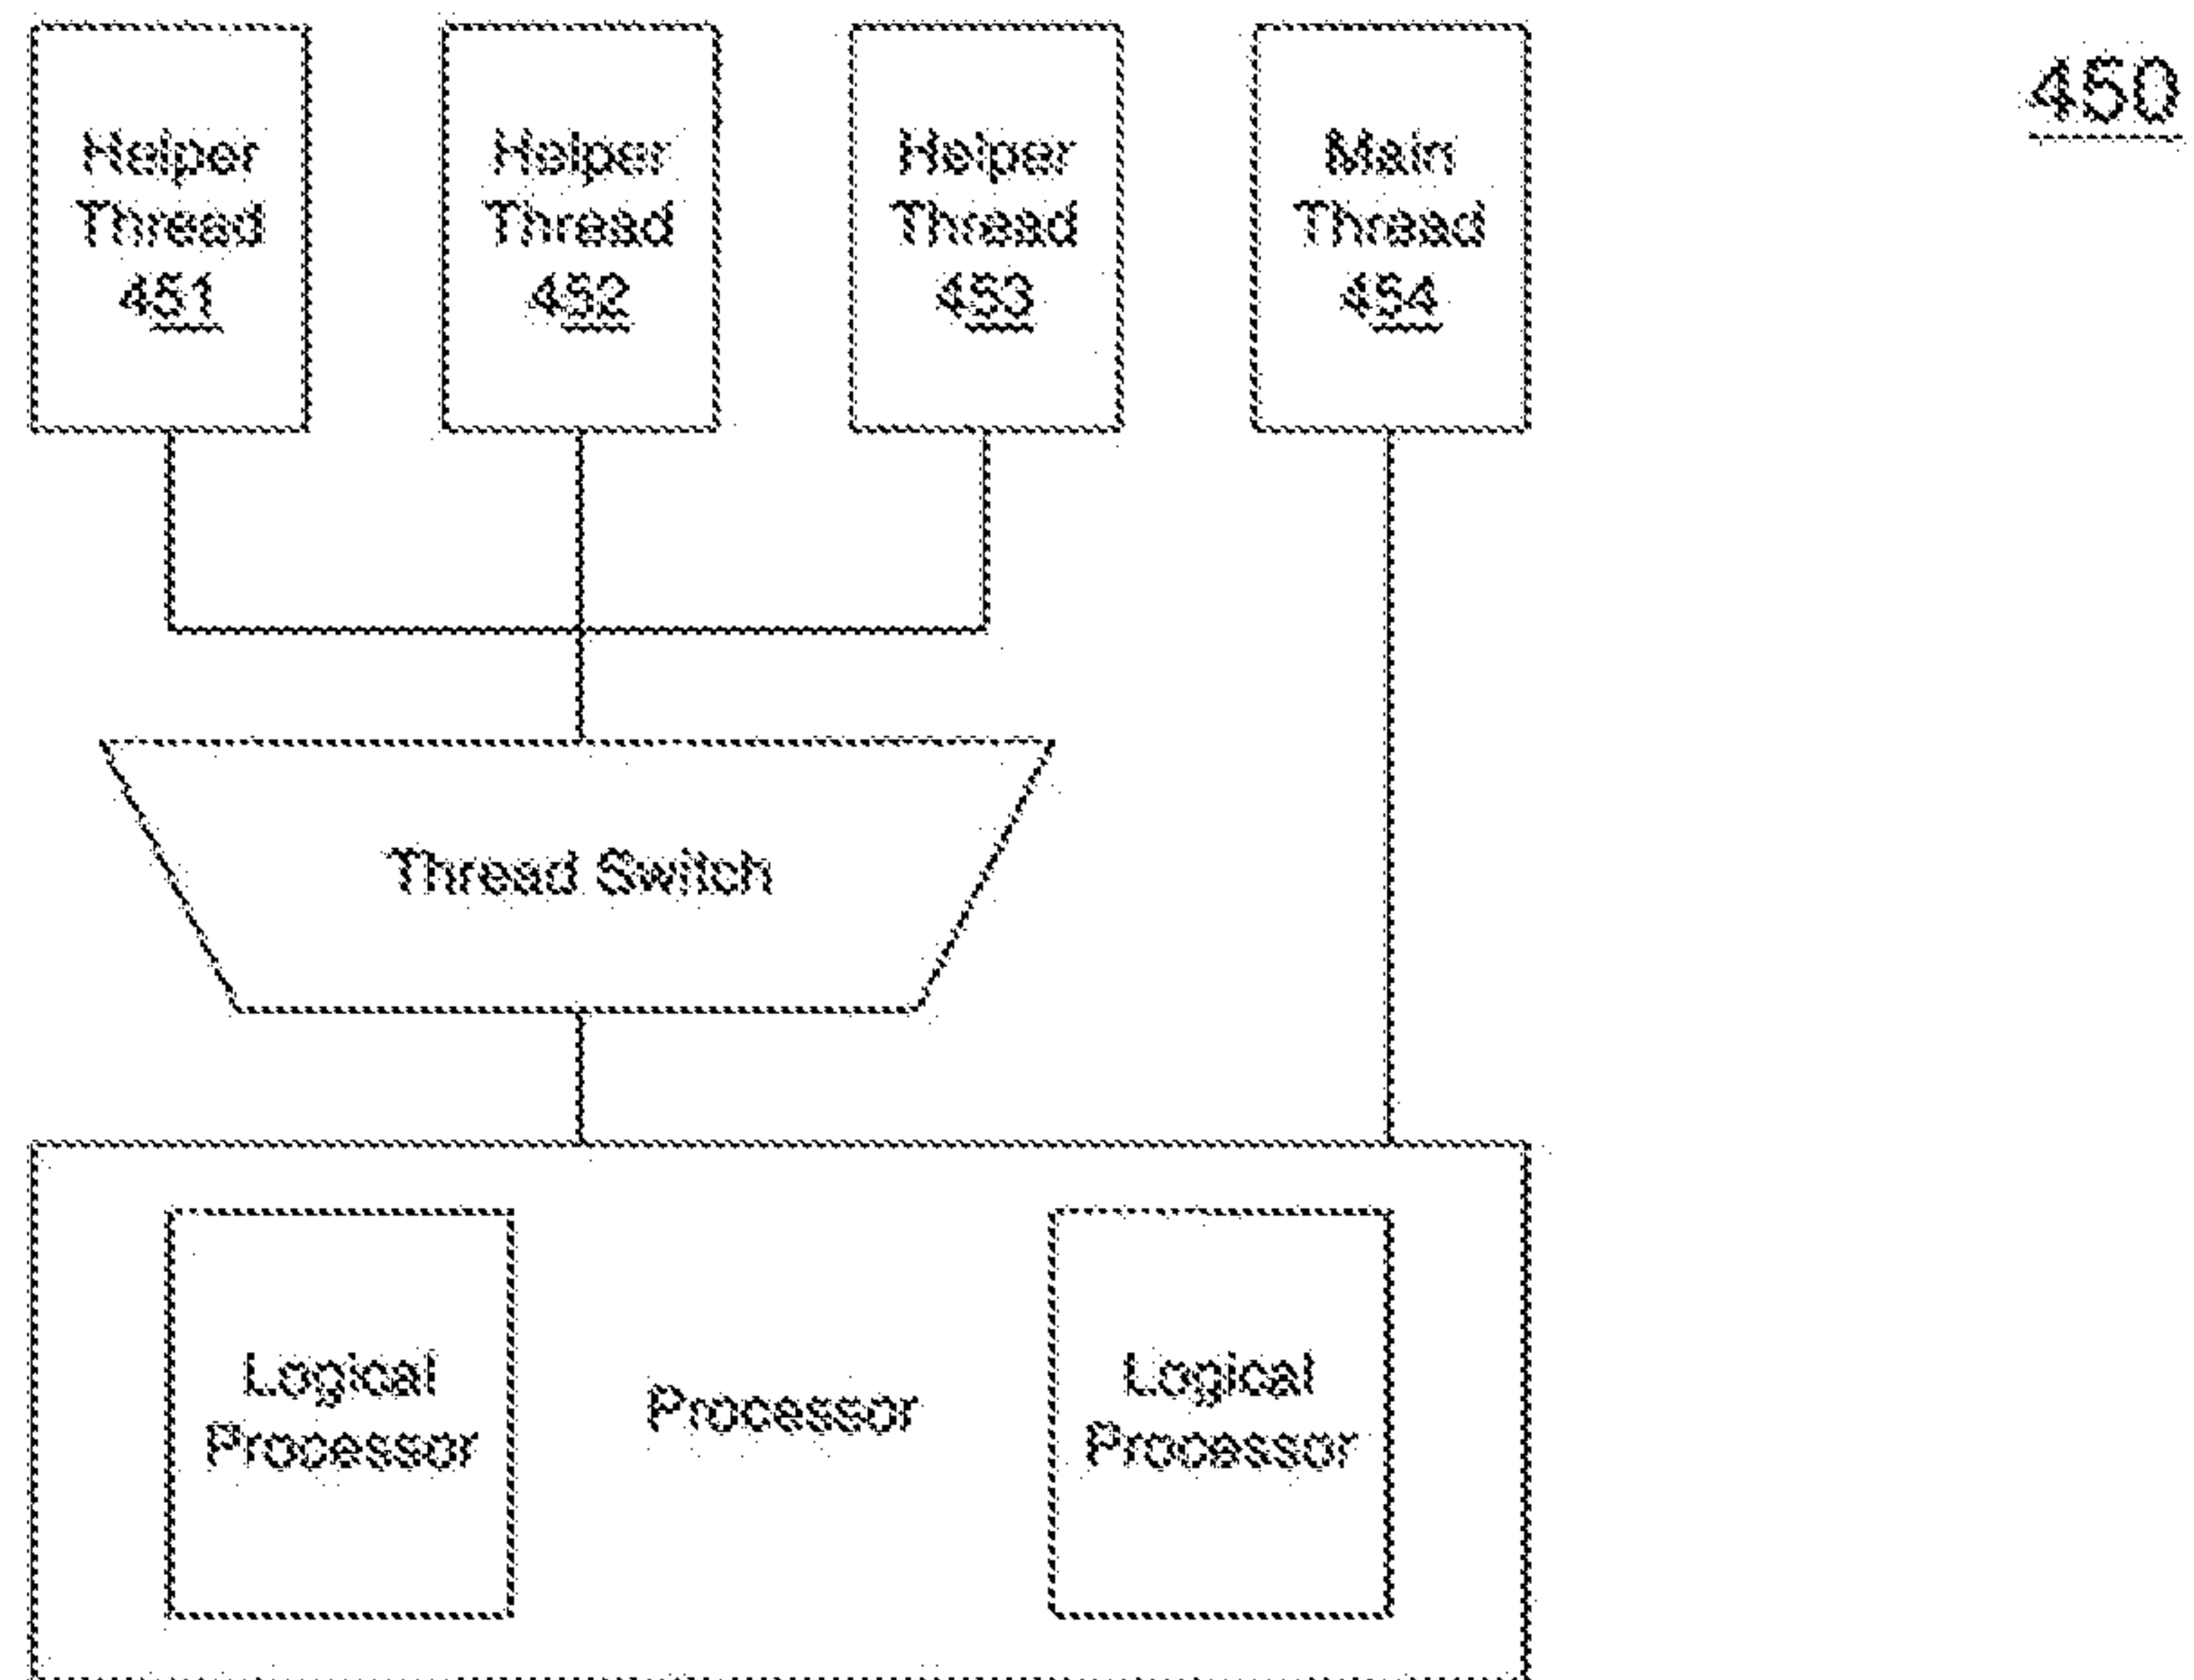 450
Helper
Thread
451
Helper
Thread
452
Helper
Thread
453
Main
Thread
454
Thread Switch
Logical
Processor
Processor
Logical
Processor